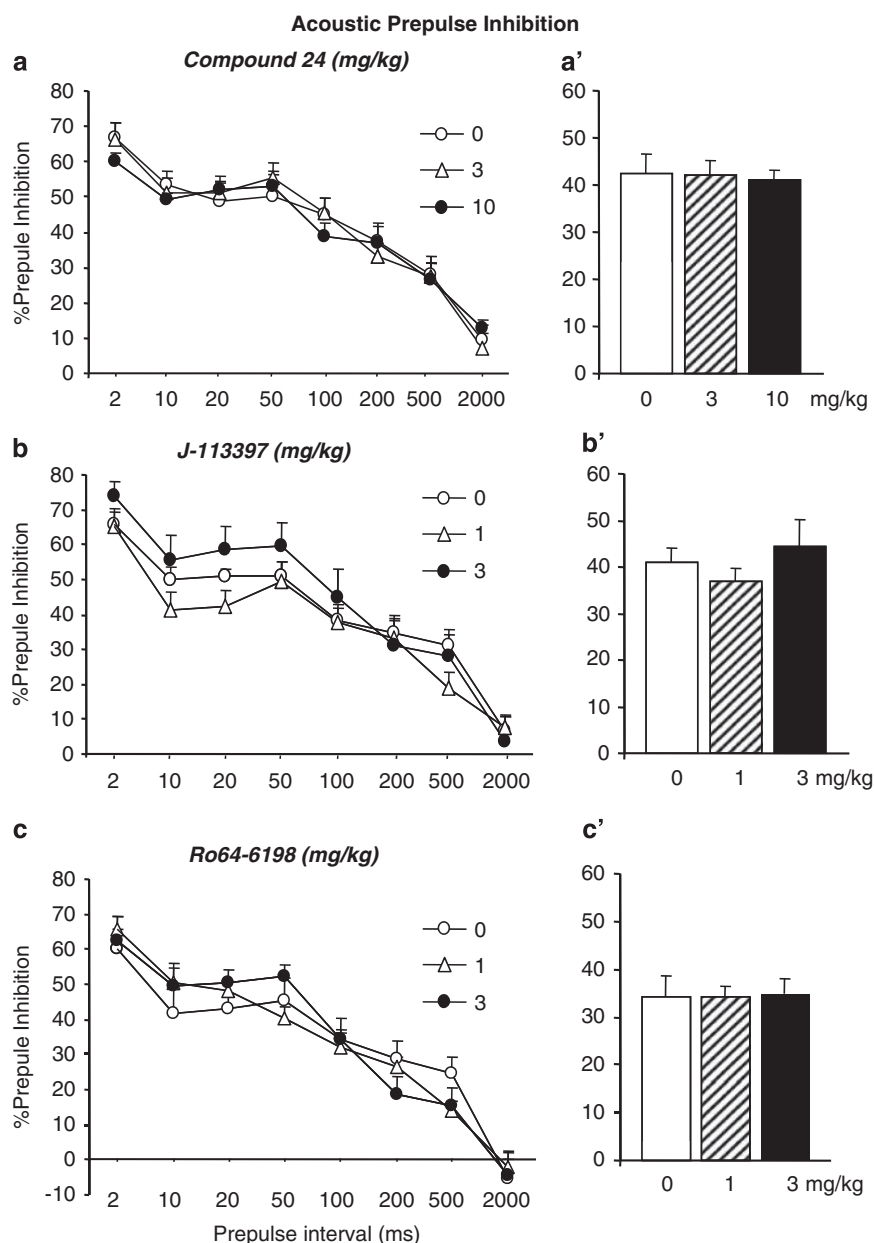 Acoustic Prepulse Inhibition
a
Compound 24 (mg/kg)
80
70
60
50
40
30
20
10
0
%Prepule Inhibition
0
3
10
2 10 20 50 100 200 500 2000
a'
60
50
40
30
20
10
0
0 3 10 mg/kg
b
J-113397 (mg/kg)
80
70
60
50
40
30
20
10
0
%Prepule Inhibition
0
1
3
2 10 20 50 100 200 500 2000
b'
60
50
40
30
20
10
0
0 1 3 mg/kg
c
Ro64-6198 (mg/kg)
80
70
60
50
40
30
20
10
0
-10
%Prepule Inhibition
0
1
3
2 10 20 50 100 200 500 2000
Prepulse interval (ms)
c'
60
50
40
30
20
10
0
0 1 3 mg/kg